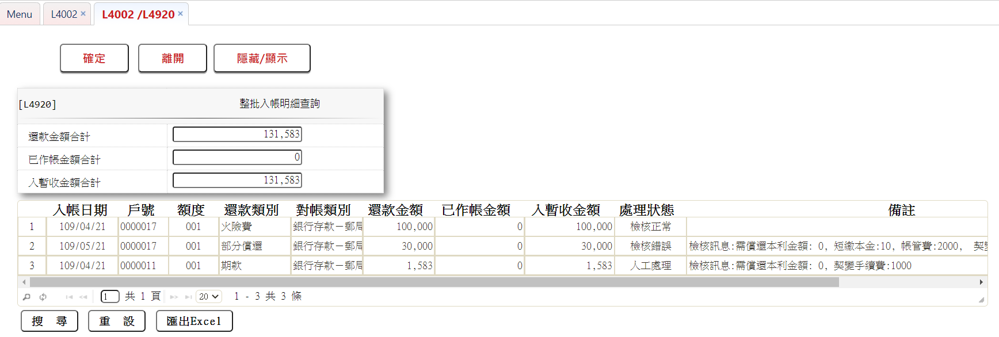 Menu L4002 × L4002 /L4920 ×
確定 離開 隱藏/顯示
[L4920] 整批入帳明細查詢
還款金額合計 131,583
已作帳金額合計 0
入暫收金額合計 131,583
入帳日期 戶號 額度 還款類別 對帳類別 還款金額 已作帳金額 入暫收金額 處理狀態 備註
1 109/04/21 0000017 001 火險費 銀行存款－郵局 100,000 0 100,000 檢核正常
2 109/05/21 0000017 001 部分償還 銀行存款－郵局 30,000 0 30,000 檢核錯誤 檢核訊息:需償還本利金額: 0, 短繳本金:10, 帳管費:2000, 契變
3 109/04/21 0000011 001 期款 銀行存款－郵局 1,583 0 1,583 人工處理 檢核訊息:需償還本利金額: 0, 契變手續費:1000
1 共 1 頁 20 1 - 3 共 3 條
搜 尋 重 設 匯出Excel